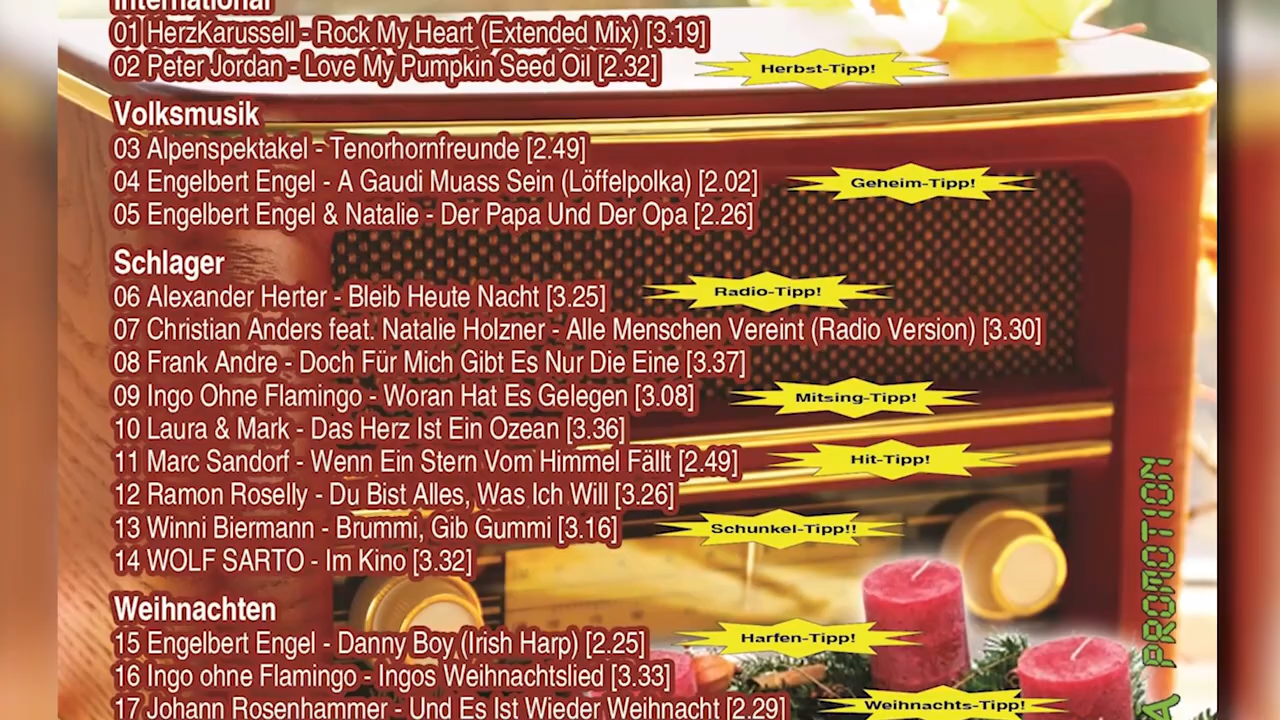 International
01 HerzKarussell - Rock My Heart (Extended Mix) [3.19]
02 Peter Jordan - Love My Pumpkin Seed Oil [2.32]
Herbst-Tipp!
Volksmusik
03 Alpenspektakel - Tenorhornfreunde [2.49]
04 Engelbert Engel - A Gaudi Muass Sein (Löffelpolka) [2.02]
Geheim-Tipp!
05 Engelbert Engel & Natalie - Der Papa Und Der Opa [2.26]
Schlager
06 Alexander Herter - Bleib Heute Nacht [3.25]
Radio-Tipp!
07 Christian Anders feat. Natalie Holzner - Alle Menschen Vereint (Radio Version) [3.30]
08 Frank Andre - Doch Für Mich Gibt Es Nur Die Eine [3.37]
09 Ingo Ohne Flamingo - Woran Hat Es Gelegen [3.08]
Mitsing-Tipp!
10 Laura & Mark - Das Herz Ist Ein Ozean [3.36]
11 Marc Sandorf - Wenn Ein Stern Vom Himmel Fällt [2.49]
Hit-Tipp!
12 Ramon Roselly - Du Bist Alles, Was Ich Will [3.26]
13 Winni Biermann - Brummi, Gib Gummi [3.16]
Schunkel-Tipp!!
14 WOLF SARTO - Im Kino [3.32]
Weihnachten
15 Engelbert Engel - Danny Boy (Irish Harp) [2.25]
Harfen-Tipp!
16 Ingo ohne Flamingo - Ingos Weihnachtslied [3.33]
17 Johann Rosenhammer - Und Es Ist Wieder Weihnacht [2.29]
Weihnachts-Tipp!
A PROMOTION